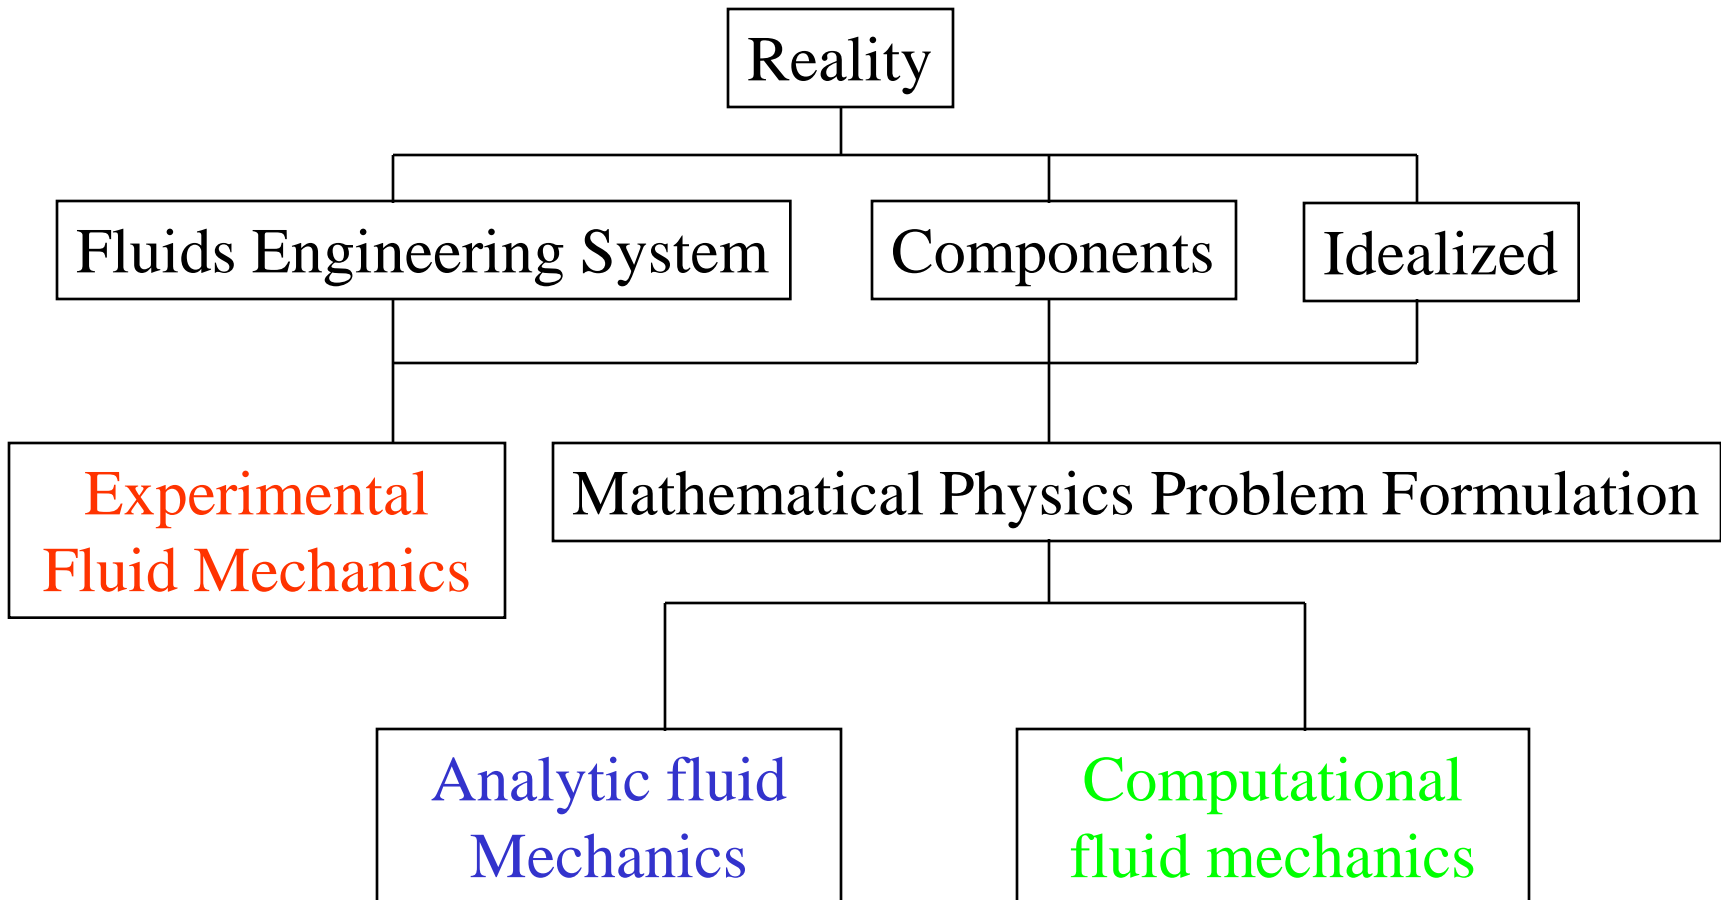 Reality
Fluids Engineering System
Components
Idealized
Experimental
Fluid Mechanics
Mathematical Physics Problem Formulation
Analytic fluid
Mechanics
Computational
fluid mechanics